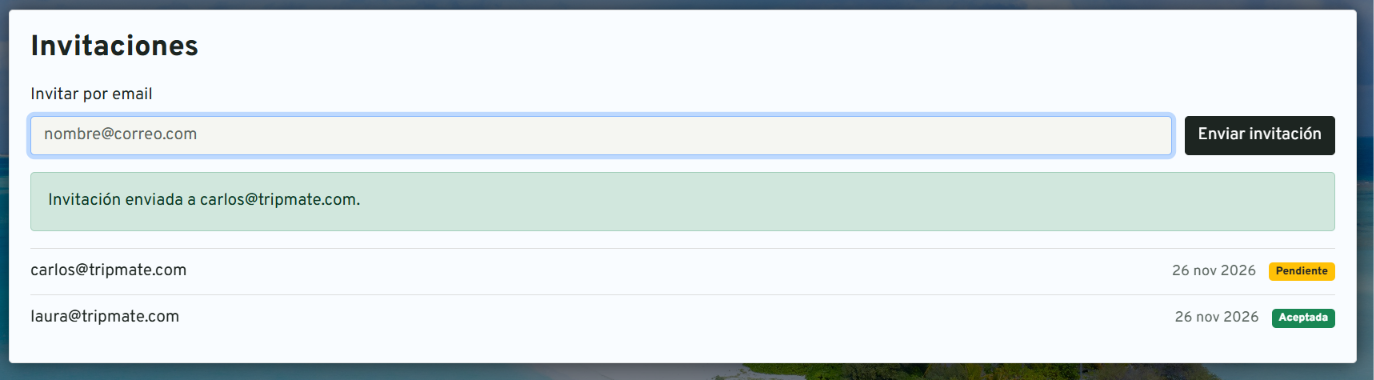 Invitaciones
Invitar por email
nombre@correo.com
Enviar invitación
Invitación enviada a carlos@tripmate.com.
carlos@tripmate.com 26 nov 2026 Pendiente
laura@tripmate.com 26 nov 2026 Aceptada